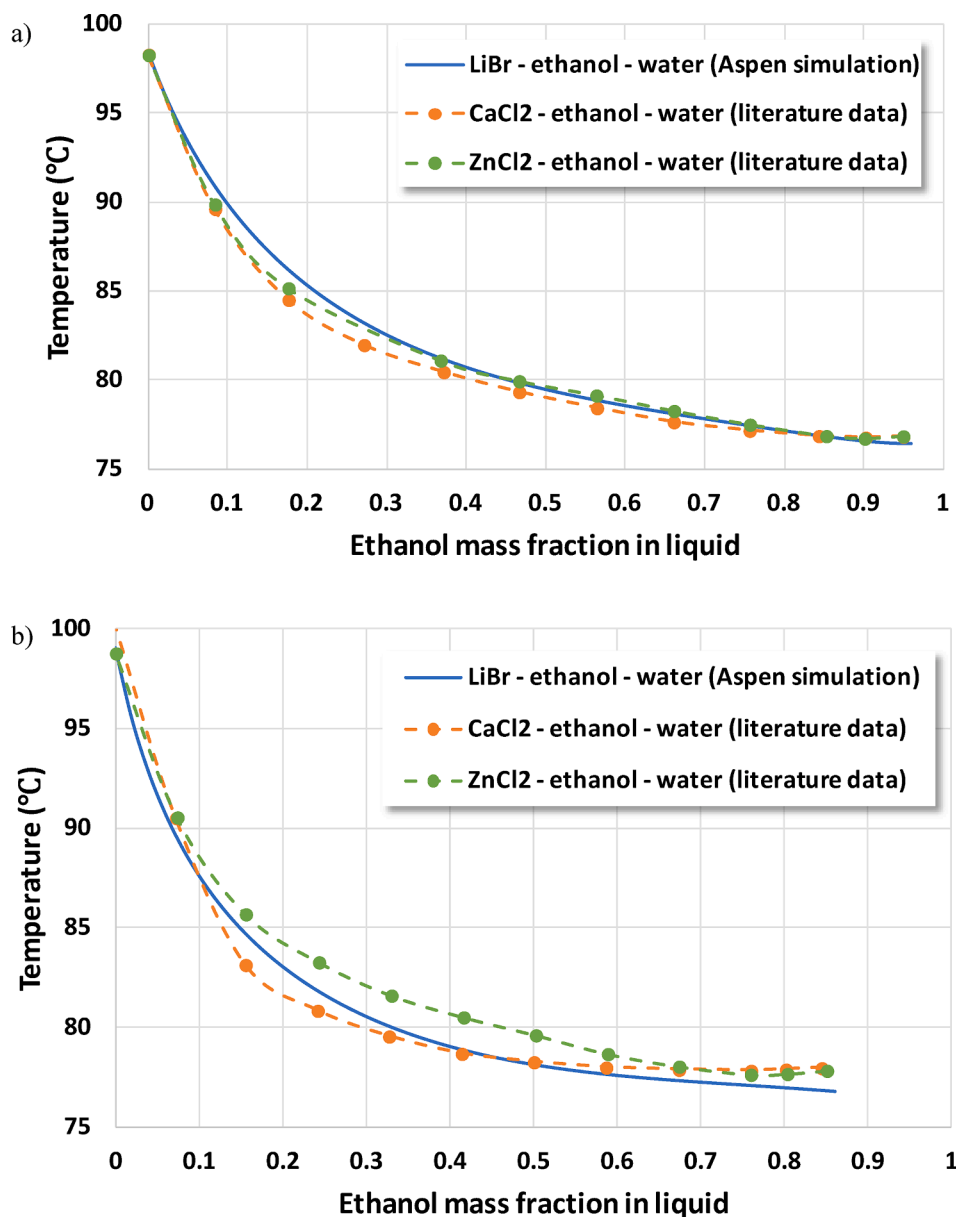 a)
100
95
90
85
80
75
Temperature (°C)
LiBr - ethanol - water (Aspen simulation)
CaCl2 - ethanol - water (literature data)
ZnCl2 - ethanol - water (literature data)
0 0.1 0.2 0.3 0.4 0.5 0.6 0.7 0.8 0.9 1
Ethanol mass fraction in liquid
b)
100
95
90
85
80
75
Temperature (°C)
LiBr - ethanol - water (Aspen simulation)
CaCl2 - ethanol - water (literature data)
ZnCl2 - ethanol - water (literature data)
0 0.1 0.2 0.3 0.4 0.5 0.6 0.7 0.8 0.9 1
Ethanol mass fraction in liquid